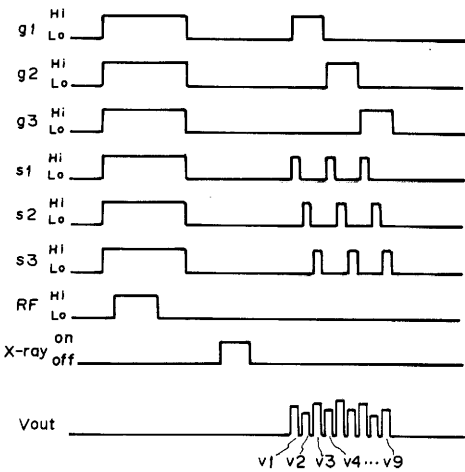 g1 Hi
Lo
g2 Hi
Lo
g3 Hi
Lo
s1 Hi
Lo
s2 Hi
Lo
s3 Hi
Lo
RF Hi
Lo
X-ray on
off
Vout
v1 v2 v3 v4 ··· v9